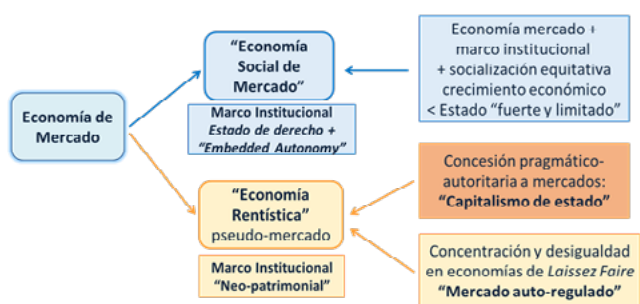 Economía de
Mercado
“Economía
Social de
Mercado”
Marco Institucional
Estado de derecho +
“Embedded Autonomy”
Economía mercado +
marco institucional
+ socialización equitativa
crecimiento económico
< Estado “fuerte y limitado”
“Economía
Rentística”
pseudo-mercado
Marco Institucional
“Neo-patrimonial”
Concesión pragmático-
autoritaria a mercados:
“Capitalismo de estado”
Concentración y desigualdad
en economías de Laissez Faire
“Mercado auto-regulado”